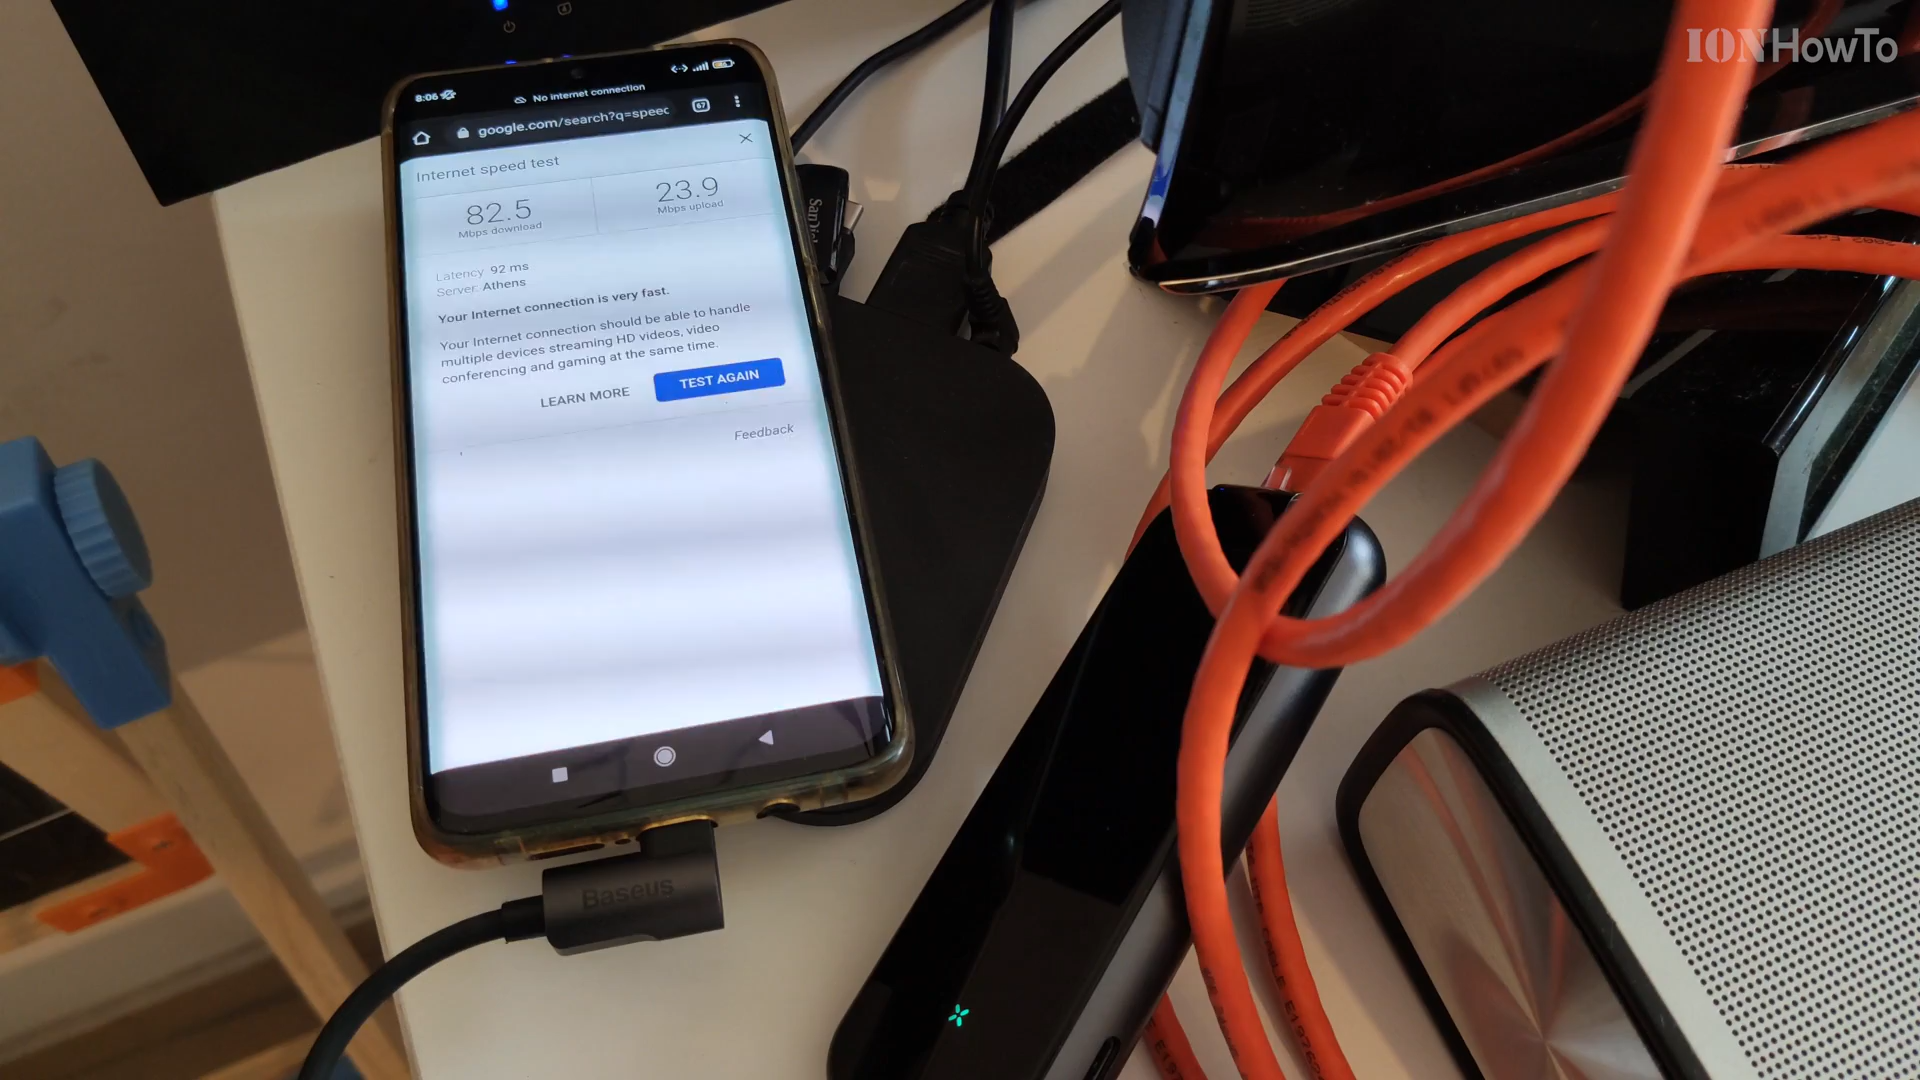 IONHowTo
8:06
No internet connection
google.com/search?q=speec
67
Internet speed test
82.5
Mbps download
23.9
Mbps upload
Latency 92 ms
Server: Athens
Your Internet connection is very fast.
Your Internet connection should be able to handle
multiple devices streaming HD videos, video
conferencing and gaming at the same time.
LEARN MORE
TEST AGAIN
Feedback
SanDisk
Baseus